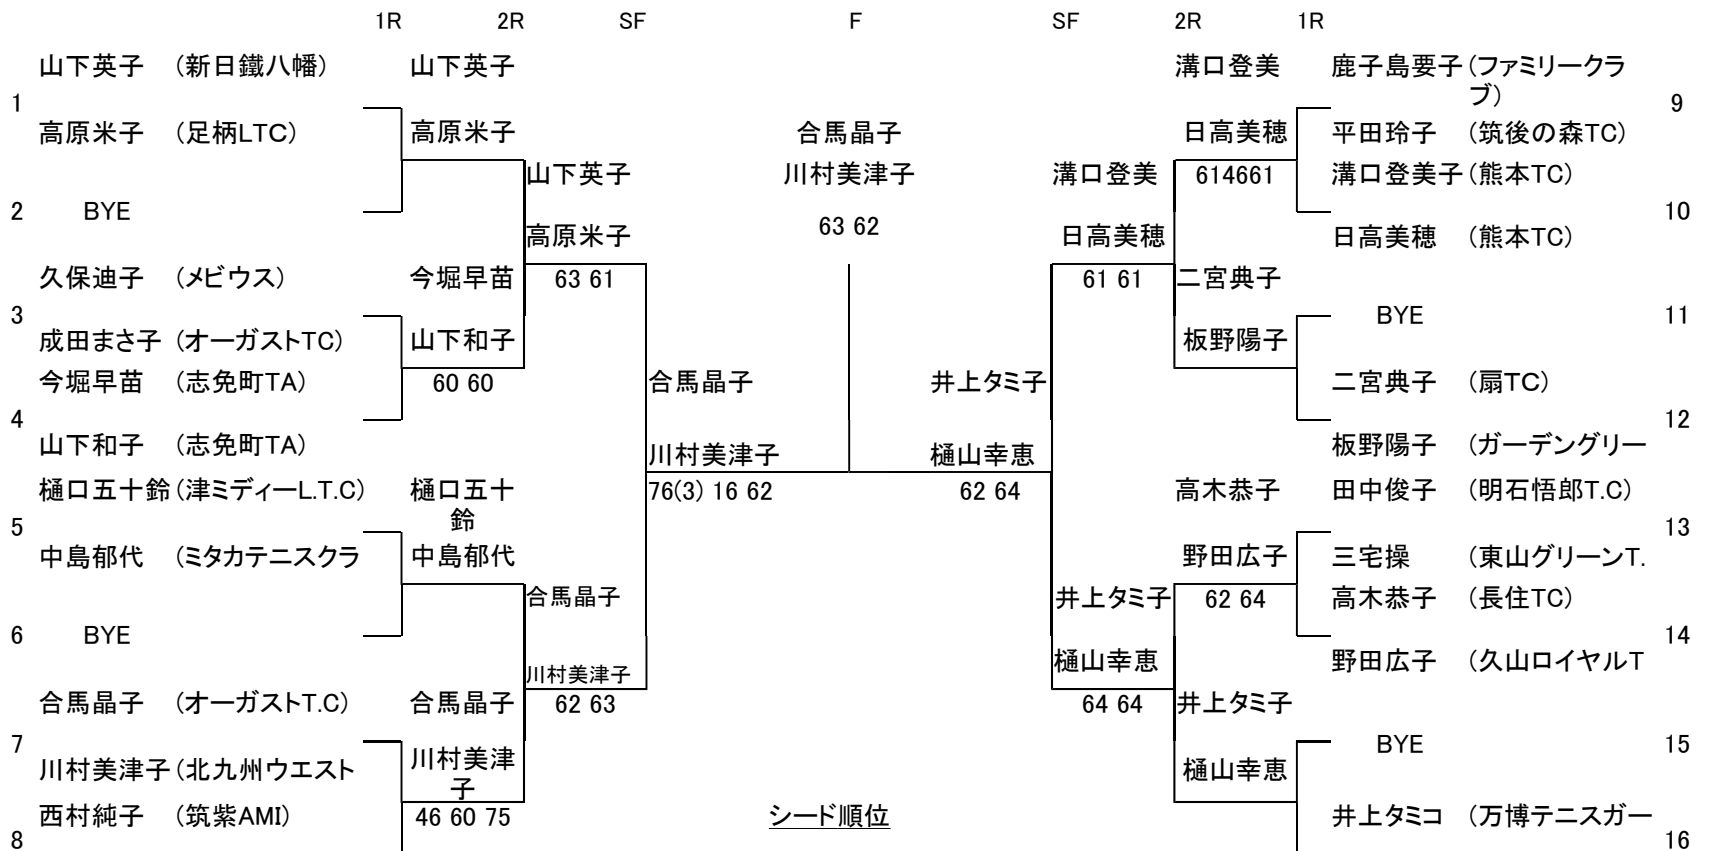 1R 2R SF F SF 2R 1R
山下英子 (新日鐵八幡) 山下英子 溝口登美 鹿子島要子(ファミリークラ
1 ブ) 9
高原米子 (足柄LTC) 高原米子 合馬晶子 日高美穂 平田玲子 (筑後の森TC)
山下英子 川村美津子 溝口登美 614661 溝口登美子(熊本TC)
2 BYE 63 62 10
高原米子 日高美穂 日高美穂 (熊本TC)
久保迪子 (メビウス) 今堀早苗 63 61 61 61 二宮典子
3 BYE 11
成田まさ子 (オーガストTC) 山下和子 板野陽子
今堀早苗 (志免町TA) 60 60 合馬晶子 井上タミ子 二宮典子 (扇TC)
4 12
山下和子 (志免町TA) 川村美津子 樋山幸恵 板野陽子 (ガーデングリー
樋口五十鈴(津ミディーL.T.C) 樋口五十 76(3) 16 62 62 64 高木恭子 田中俊子 (明石悟郎T.C)
5 鈴 13
中島郁代 (ミタカテニスクラ 中島郁代 野田広子 三宅操 (東山グリーンT.
合馬晶子 井上タミ子 62 64 高木恭子 (長住TC)
6 BYE 14
川村美津子 樋山幸恵 野田広子 (久山ロイヤルT
合馬晶子 (オーガストT.C) 合馬晶子 62 63 64 64 井上タミ子
7 BYE 15
川村美津子(北九州ウエスト 川村美津 樋山幸恵
子
西村純子 (筑紫AMI) 46 60 75 シード順位 井上タミコ (万博テニスガー
8 16